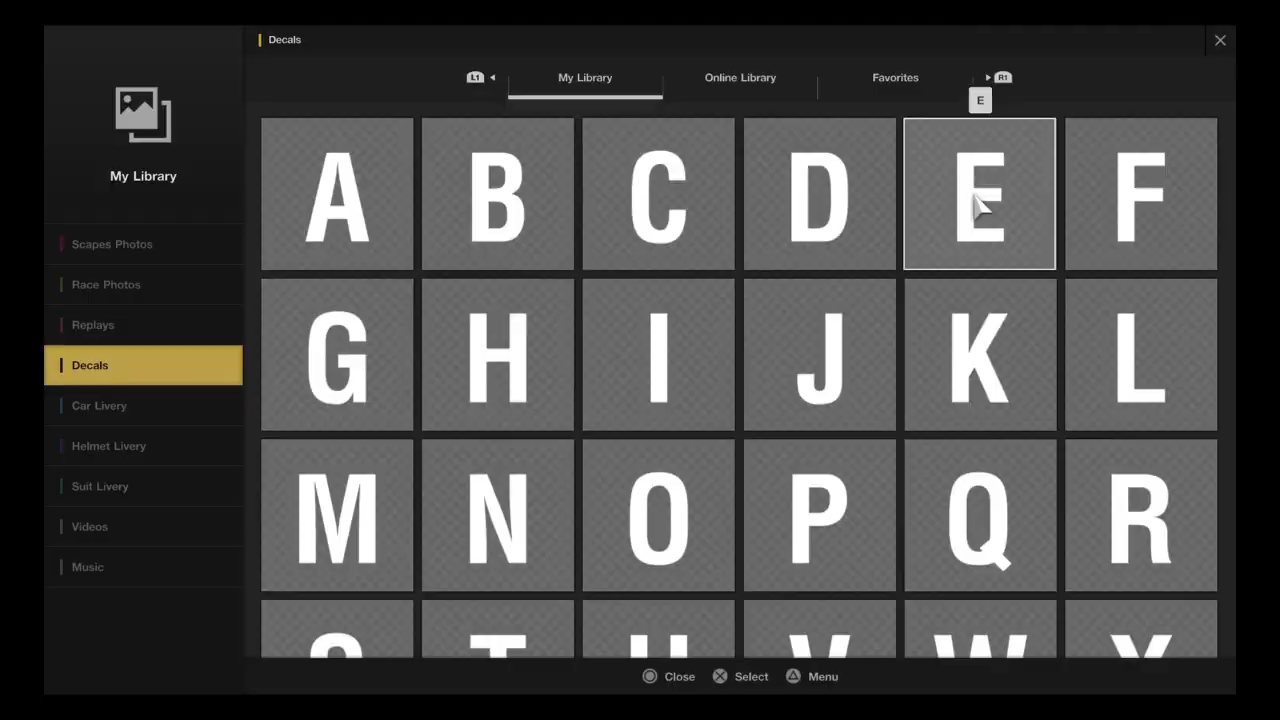 Decals
L1 My Library Online Library Favorites R1
E
My Library
Scapes Photos
Race Photos
Replays
Decals
Car Livery
Helmet Livery
Suit Livery
Videos
Music
A B C D E F
G H I J K L
M N O P Q R
S T U V W X
Close Select Menu